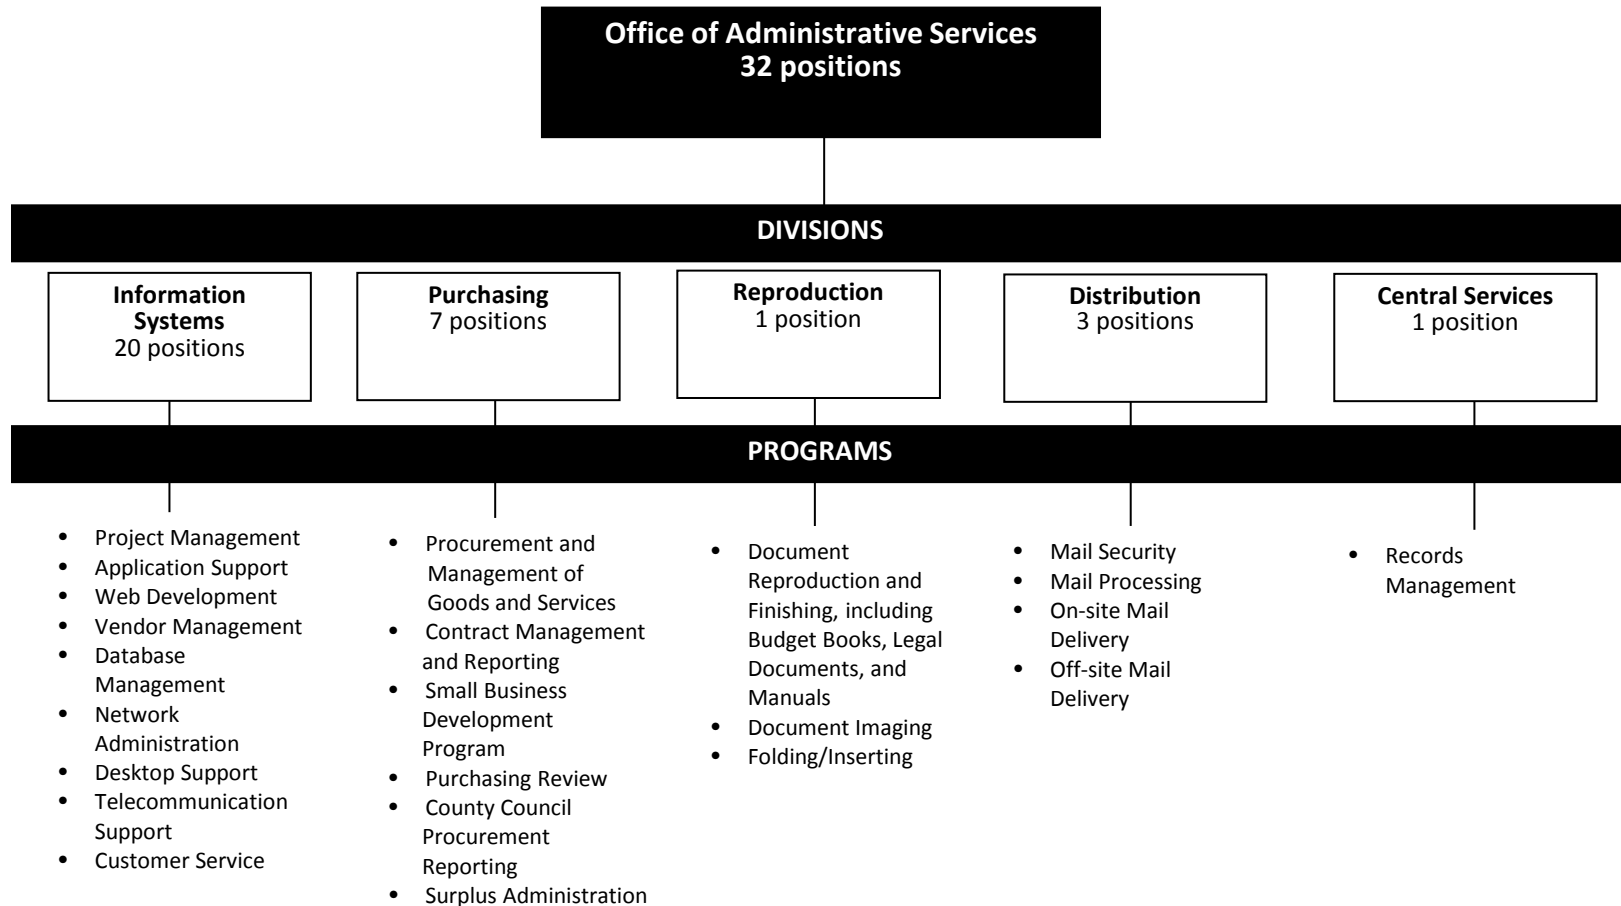 Office of Administrative Services
32 positions
DIVISIONS
Information
Systems
20 positions
Purchasing
7 positions
Reproduction
1 position
Distribution
3 positions
Central Services
1 position
PROGRAMS
• Project Management
• Application Support
• Web Development
• Vendor Management
• Database
Management
• Network
Administration
• Desktop Support
• Telecommunication
Support
• Customer Service
• Procurement and
Management of
Goods and Services
• Contract Management
and Reporting
• Small Business
Development
Program
• Purchasing Review
• County Council
Procurement
Reporting
• Surplus Administration
• Document
Reproduction and
Finishing, including
Budget Books, Legal
Documents, and
Manuals
• Document Imaging
• Folding/Inserting
• Mail Security
• Mail Processing
• On-site Mail
Delivery
• Off-site Mail
Delivery
• Records
Management